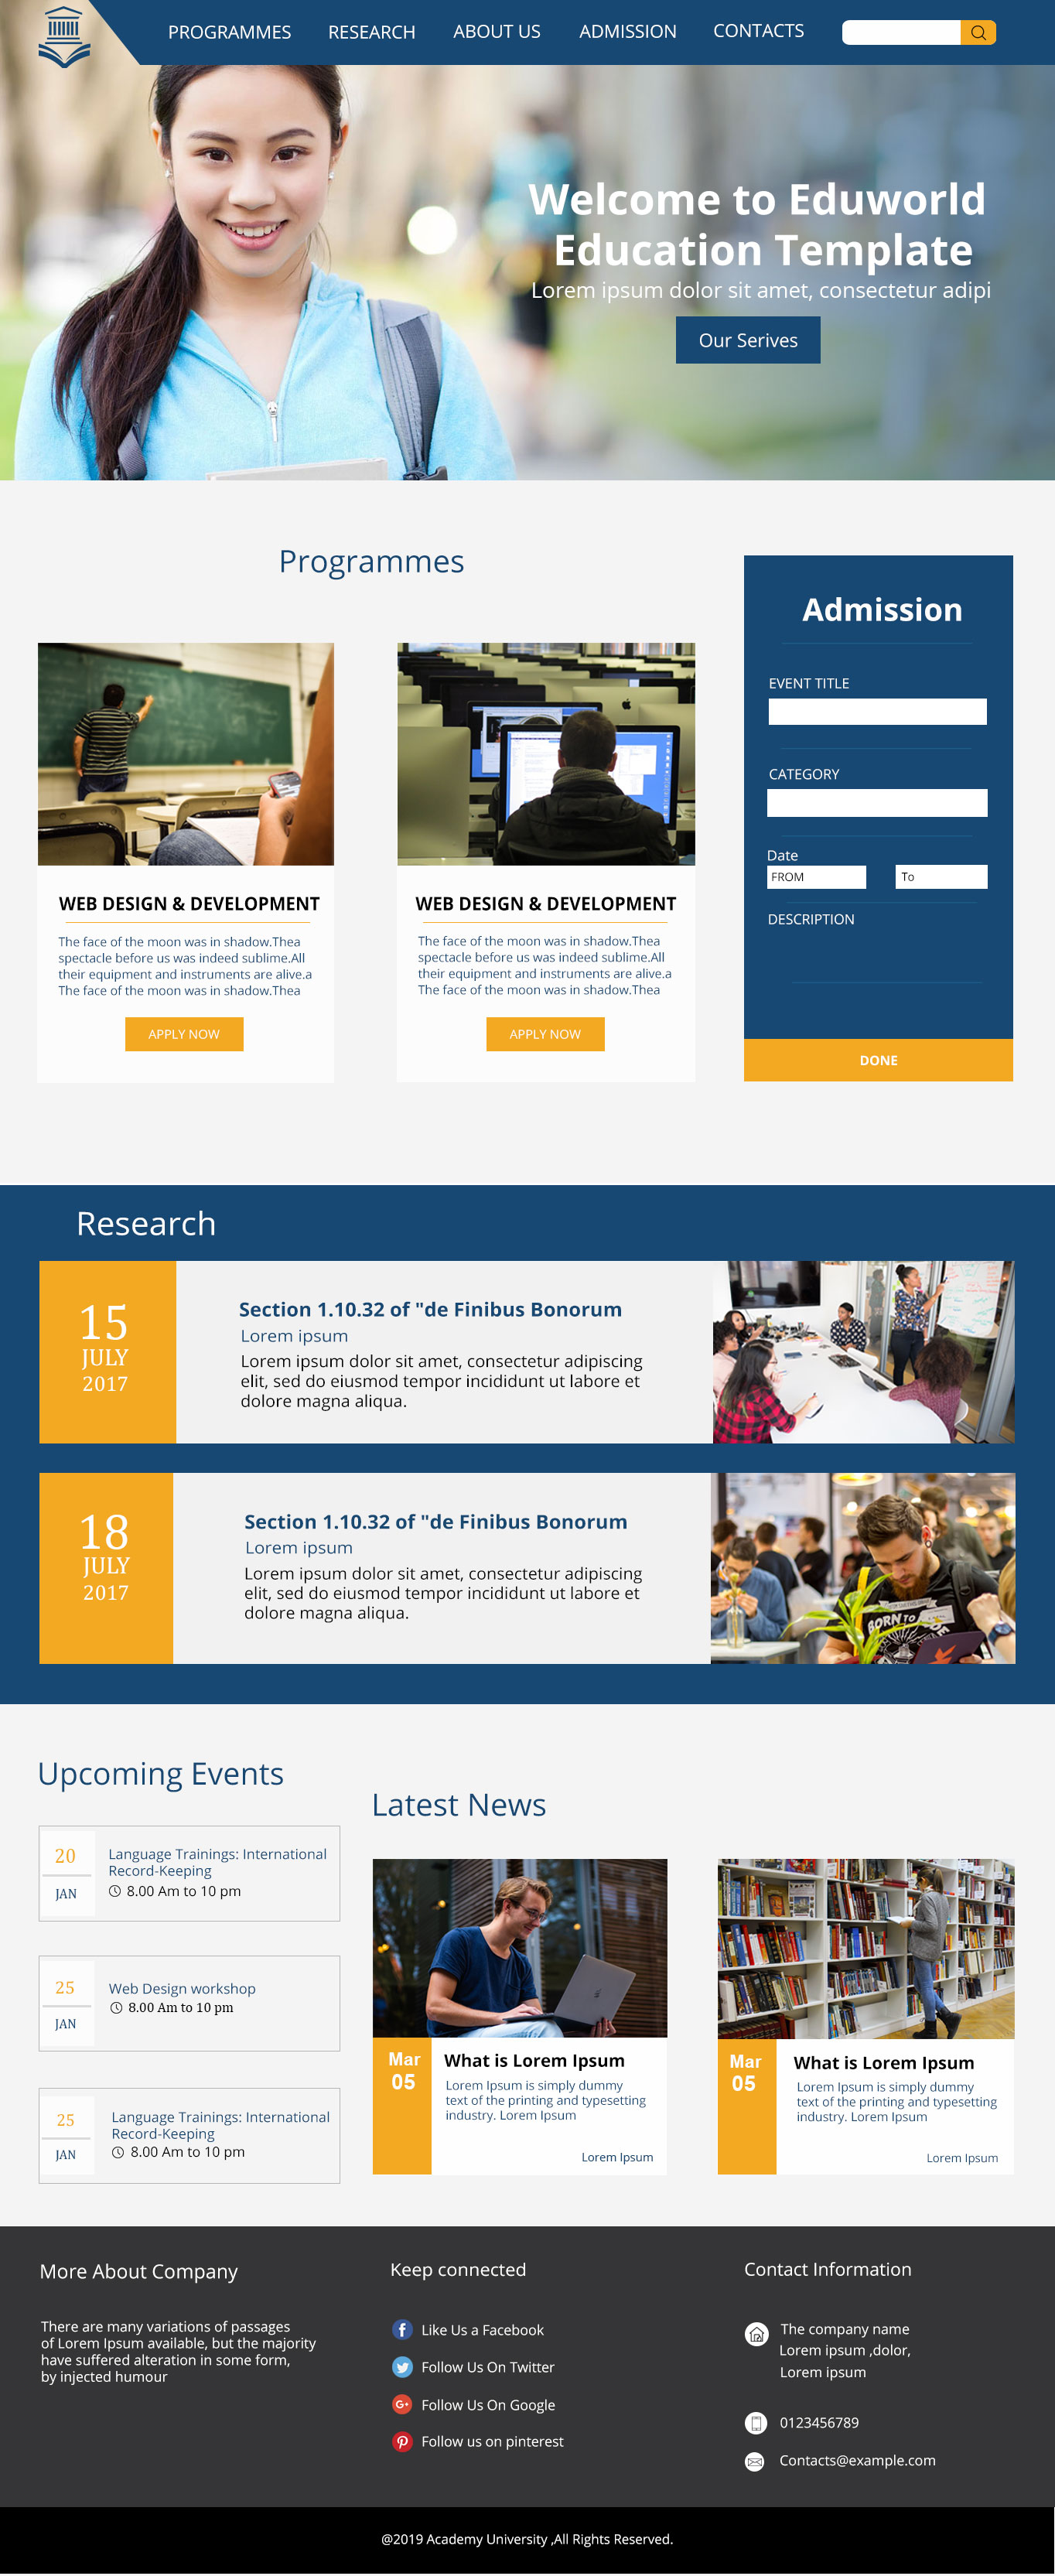 PROGRAMMES
RESEARCH
ABOUT US
ADMISSION
CONTACTS
Welcome to Eduworld
Education Template
Lorem ipsum dolor sit amet, consectetur adipi
Our Serives
Programmes
WEB DESIGN & DEVELOPMENT
The face of the moon was in shadow.Thea
spectacle before us was indeed sublime.All
their equipment and instruments are alive.a
The face of the moon was in shadow.Thea
APPLY NOW
WEB DESIGN & DEVELOPMENT
The face of the moon was in shadow.Thea
spectacle before us was indeed sublime.All
their equipment and instruments are alive.a
The face of the moon was in shadow.Thea
APPLY NOW
Admission
EVENT TITLE
CATEGORY
Date
FROM
To
DESCRIPTION
DONE
Research
15
JULY
2017
Section 1.10.32 of "de Finibus Bonorum
Lorem ipsum
Lorem ipsum dolor sit amet, consectetur adipiscing
elit, sed do eiusmod tempor incididunt ut labore et
dolore magna aliqua.
18
JULY
2017
Section 1.10.32 of "de Finibus Bonorum
Lorem ipsum
Lorem ipsum dolor sit amet, consectetur adipiscing
elit, sed do eiusmod tempor incididunt ut labore et
dolore magna aliqua.
BORN TO
Upcoming Events
20
JAN
Language Trainings: International
Record-Keeping
8.00 Am to 10 pm
25
JAN
Web Design workshop
8.00 Am to 10 pm
25
JAN
Language Trainings: International
Record-Keeping
8.00 Am to 10 pm
Latest News
Mar
05
What is Lorem Ipsum
Lorem Ipsum is simply dummy
text of the printing and typesetting
industry. Lorem Ipsum
Lorem Ipsum
Mar
05
What is Lorem Ipsum
Lorem Ipsum is simply dummy
text of the printing and typesetting
industry. Lorem Ipsum
Lorem Ipsum
More About Company
There are many variations of passages
of Lorem Ipsum available, but the majority
have suffered alteration in some form,
by injected humour
Keep connected
Like Us a Facebook
Follow Us On Twitter
Follow Us On Google
Follow us on pinterest
Contact Information
The company name
Lorem ipsum ,dolor,
Lorem ipsum
0123456789
Contacts@example.com
@2019 Academy University ,All Rights Reserved.